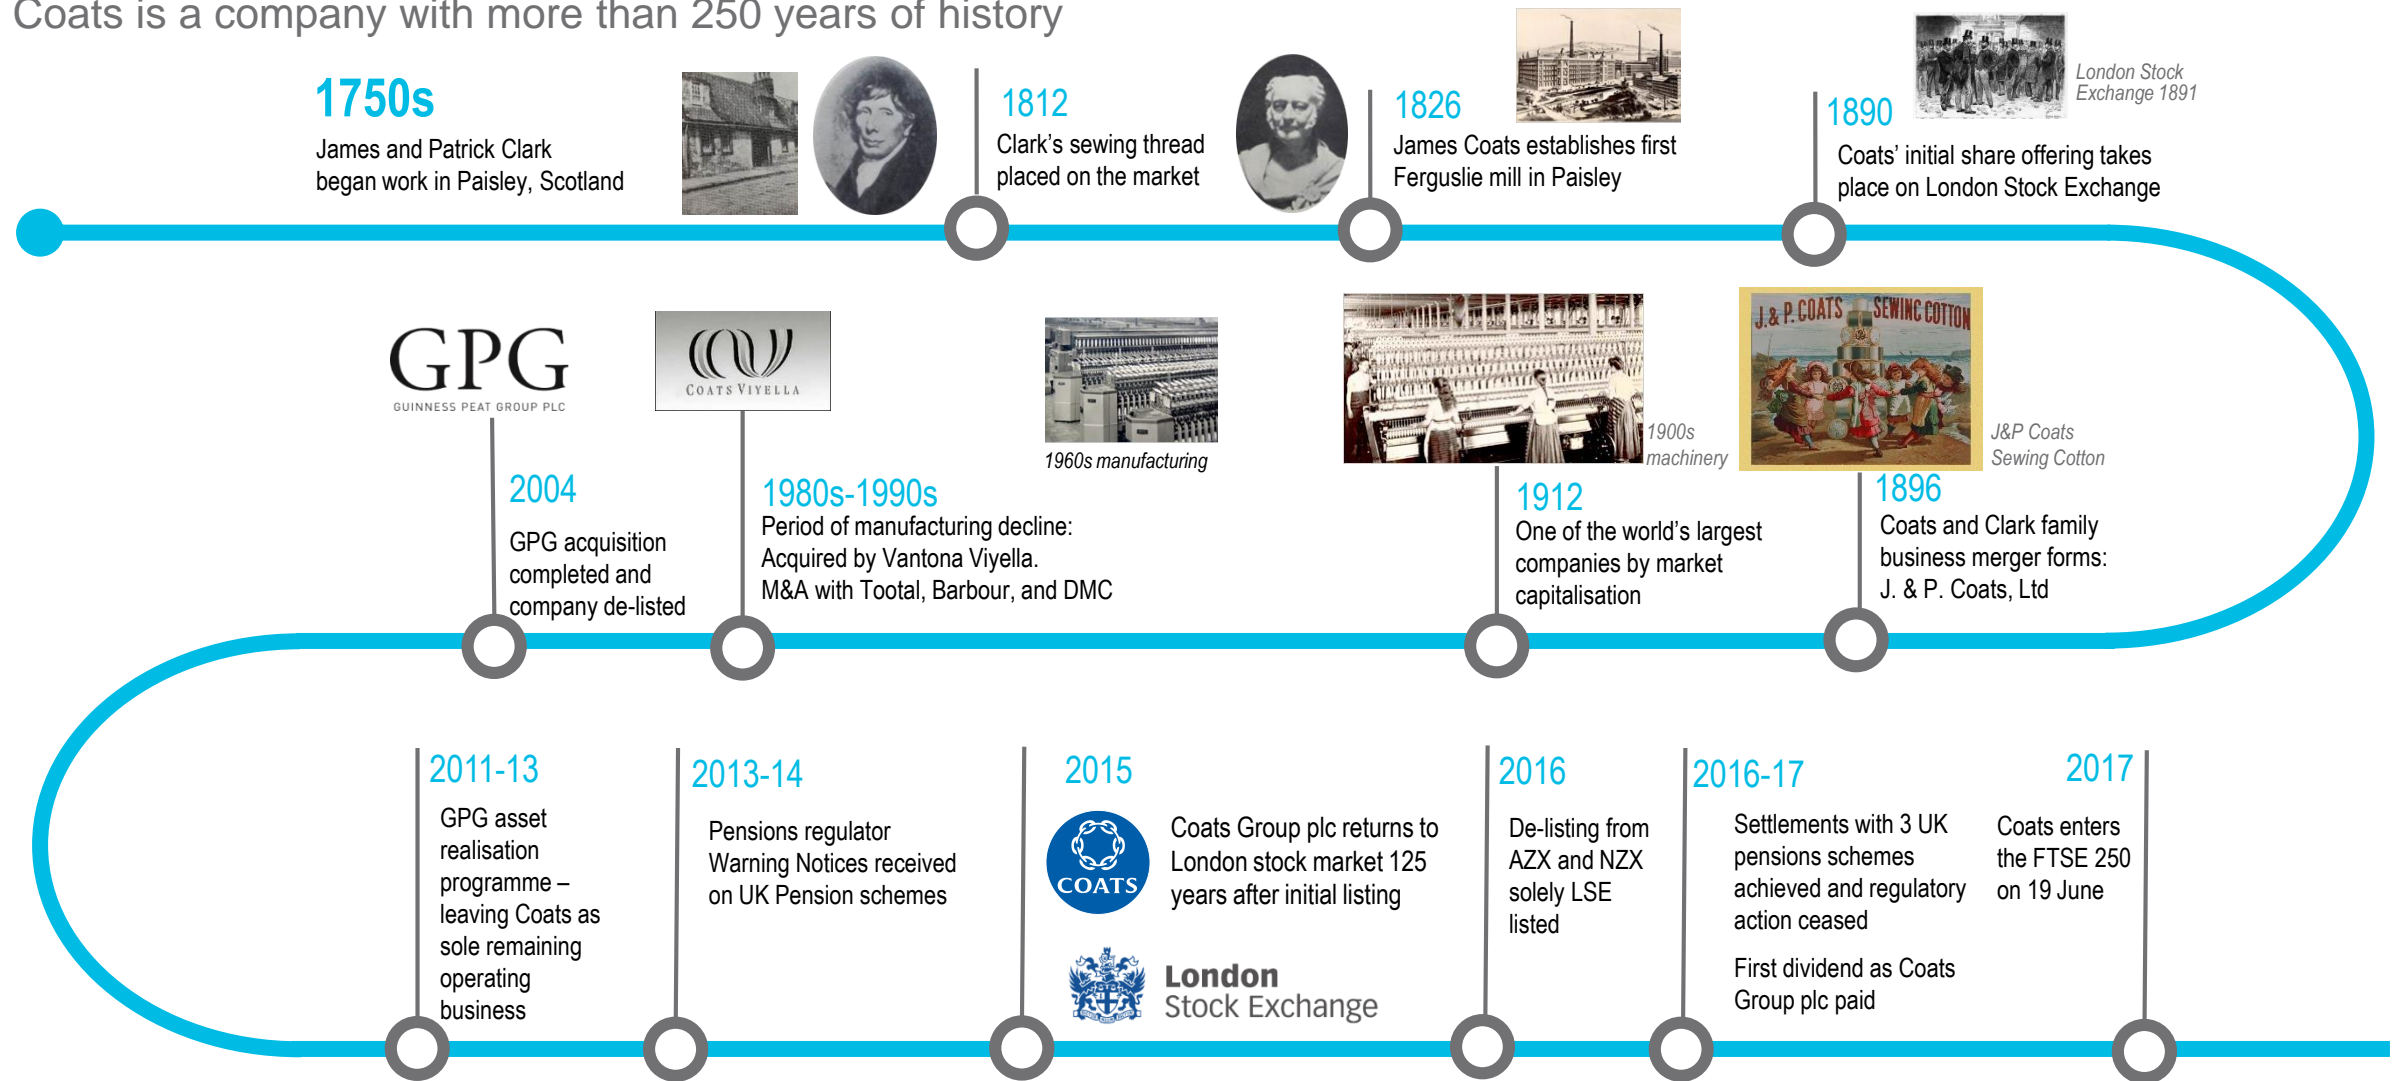 Coats is a company with more than 250 years of history
1750s
James and Patrick Clark
began work in Paisley, Scotland
1812
Clark's sewing thread
placed on the market
1826
James Coats establishes first
Ferguslie mill in Paisley
1890
Coats' initial share offering takes
place on London Stock Exchange
London Stock
Exchange 1891
J. & P. COATS SEWING COTTON
J&P Coats
Sewing Cotton
1896
Coats and Clark family
business merger forms:
J. & P. Coats, Ltd
1900s
machinery
1912
One of the world's largest
companies by market
capitalisation
1960s manufacturing
COATS VIYELLA
1980s-1990s
Period of manufacturing decline:
Acquired by Vantona Viyella.
M&A with Tootal, Barbour, and DMC
GPG
GUINNESS PEAT GROUP PLC
2004
GPG acquisition
completed and
company de-listed
2011-13
GPG asset
realisation
programme –
leaving Coats as
sole remaining
operating
business
2013-14
Pensions regulator
Warning Notices received
on UK Pension schemes
2015
COATS
Coats Group plc returns to
London stock market 125
years after initial listing
London
Stock Exchange
2016
De-listing from
AZX and NZX
solely LSE
listed
2016-17
Settlements with 3 UK
pensions schemes
achieved and regulatory
action ceased
First dividend as Coats
Group plc paid
2017
Coats enters
the FTSE 250
on 19 June